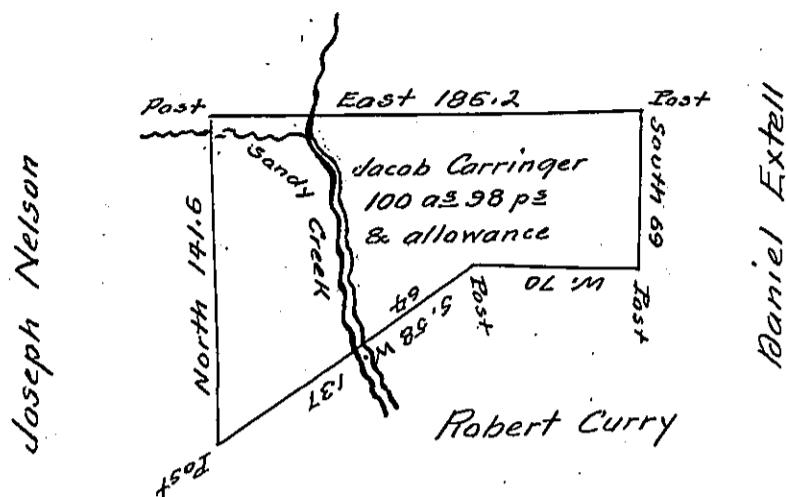 Post
East 186.2
Post
Sandy
Creek
Jacob Carringer
100 as 98 ps
& allowance
South 69
Daniel Extell
Joseph Nelson
North 141.6
W. 70
Post
Post
S. 58 W.
64
137
Post
Robert Curry